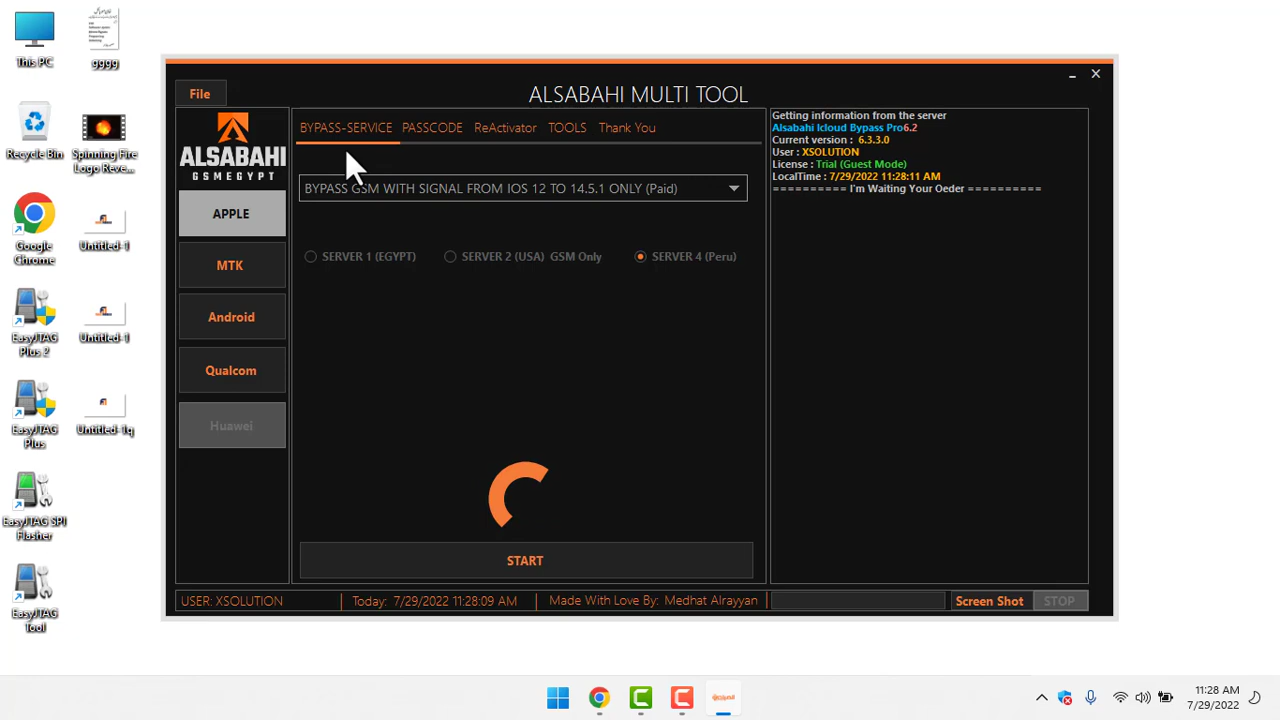 This PC
gggg
Recycle Bin
Spinning Fire
Logo Reve...
Google
Chrome
Untitled-1
EasyJTAG
Plus 2
Untitled-1
EasyJTAG
Plus
Untitled-1q
EasyJTAG SPI
Flasher
EasyJTAG
Tool
File
ALSABAHI MULTI TOOL
ALSABAHI
GSMEGYPT
APPLE
MTK
Android
Qualcom
Huawei
BYPASS-SERVICE PASSCODE ReActivator TOOLS Thank You
BYPASS GSM WITH SIGNAL FROM IOS 12 TO 14.5.1 ONLY (Paid)
SERVER 1 (EGYPT) SERVER 2 (USA) GSM Only SERVER 4 (Peru)
START
Getting information from the server
Alsabahi Icloud Bypass Pro6.2
Current version : 6.3.3.0
User : XSOLUTION
License : Trial (Guest Mode)
LocalTime : 7/29/2022 11:28:11 AM
========== I'm Waiting Your Oeder ==========
USER: XSOLUTION Today: 7/29/2022 11:28:09 AM Made With Love By: Medhat Alrayyan Screen Shot STOP
11:28 AM
7/29/2022